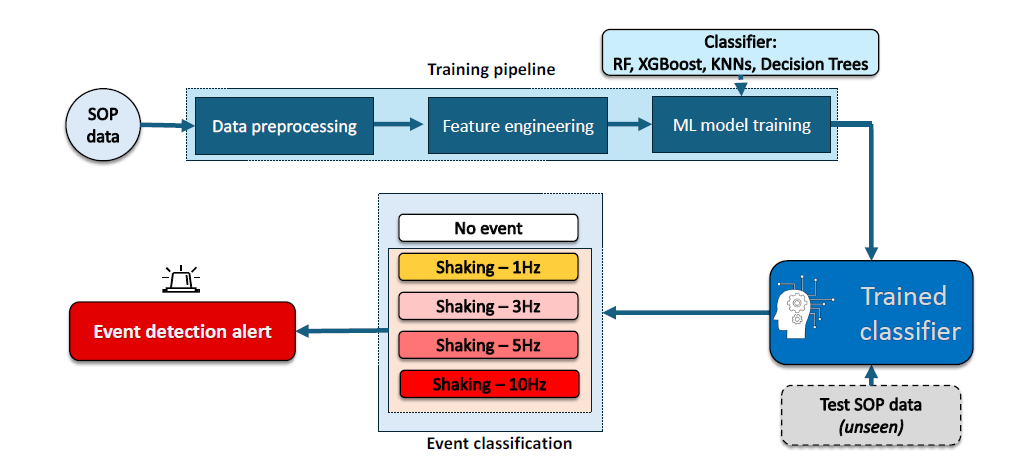 Classifier:
RF, XGBoost, KNNs, Decision Trees
Training pipeline
SOP
data
Data preprocessing
Feature engineering
ML model training
No event
Shaking – 1Hz
Shaking – 3Hz
Shaking – 5Hz
Shaking – 10Hz
Event classification
Event detection alert
Trained
classifier
Test SOP data
(unseen)